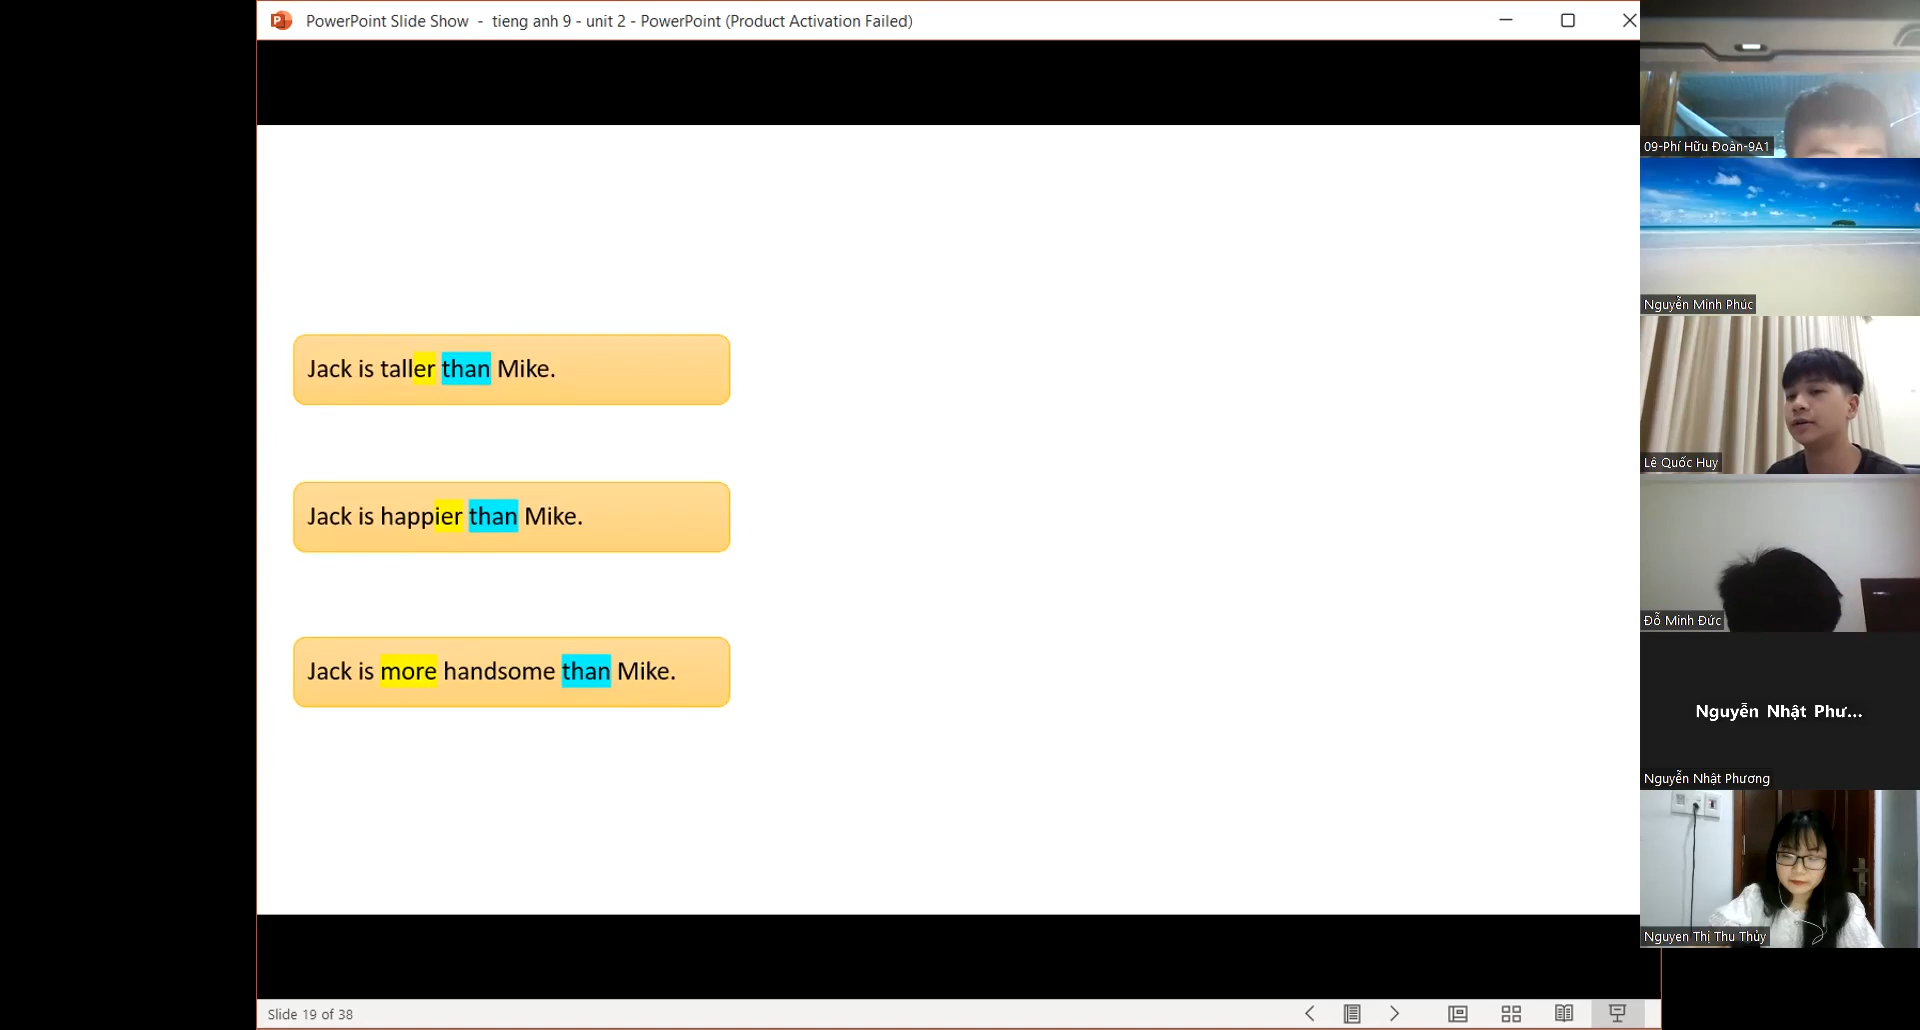 PowerPoint Slide Show - tieng anh 9 - unit 2 - PowerPoint (Product Activation Failed)
Jack is taller than Mike.
Jack is happier than Mike.
Jack is more handsome than Mike.
Slide 19 of 38
09-Phí Hữu Đoàn-9A1
Nguyễn Minh Phúc
Lê Quốc Huy
Đỗ Minh Đức
Nguyễn Nhật Phư...
Nguyễn Nhật Phương
Nguyen Thị Thu Thủy